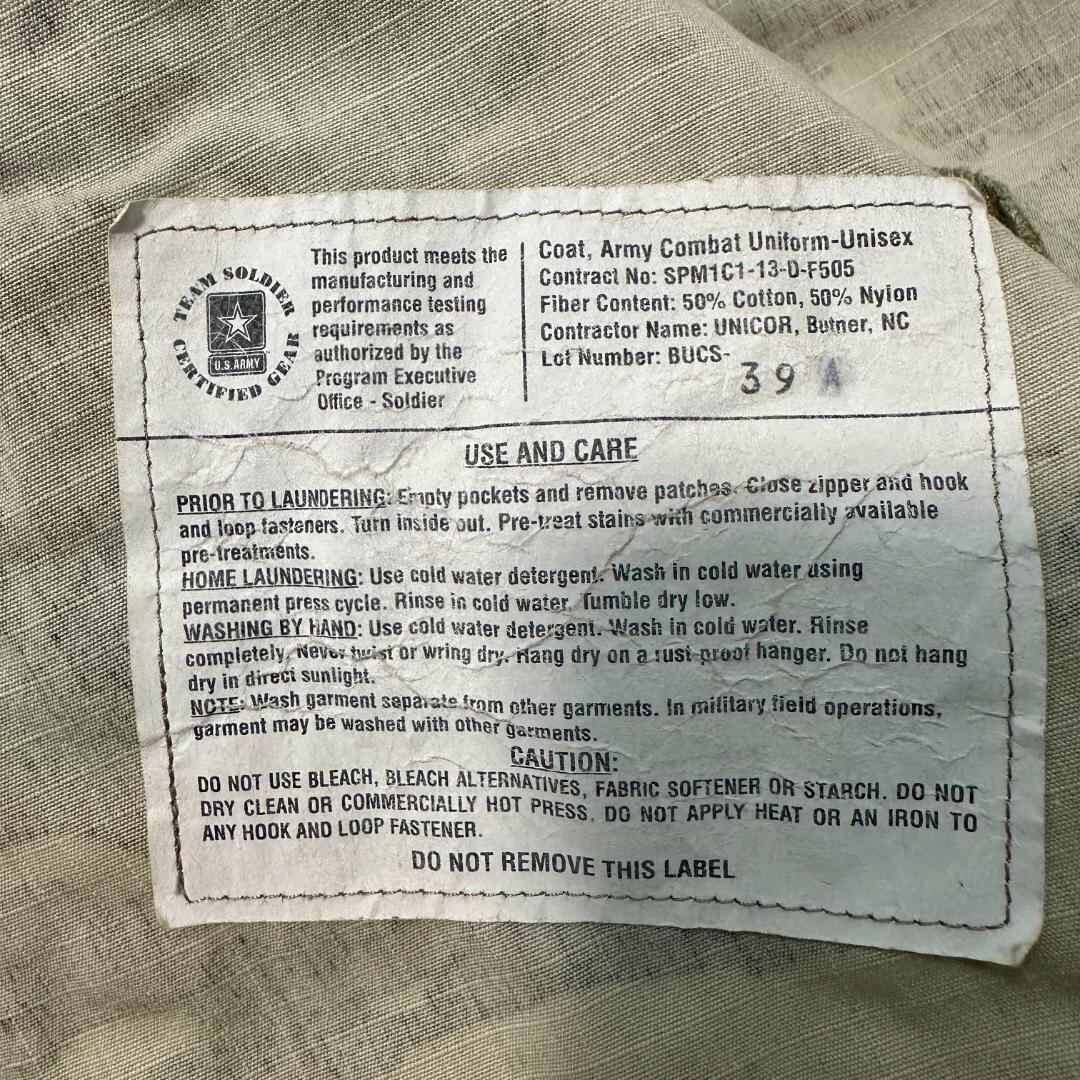 TEAM SOLDIER
CERTIFIED GEAR
U.S.ARMY
This product meets the
manufacturing and
performance testing
requirements as
authorized by the
Program Executive
Office - Soldier
Coat, Army Combat Uniform-Unisex
Contract No: SPM1C1-13-D-F505
Fiber Content: 50% Cotton, 50% Nylon
Contractor Name: UNICOR, Butner, NC
Lot Number: BUCS-
39 A
USE AND CARE
PRIOR TO LAUNDERING: Empty pockets and remove patches. Close zipper and hook
and loop fasteners. Turn inside out. Pre-treat stains with commercially available
pre-treatments.
HOME LAUNDERING: Use cold water detergent. Wash in cold water using
permanent press cycle. Rinse in cold water. Tumble dry low.
WASHING BY HAND: Use cold water detergent. Wash in cold water. Rinse
completely. Never twist or wring dry. Hang dry on a rust-proof hanger. Do not hang
dry in direct sunlight.
NOTE: Wash garment separate from other garments. In military field operations,
garment may be washed with other garments.
CAUTION:
DO NOT USE BLEACH, BLEACH ALTERNATIVES, FABRIC SOFTENER OR STARCH. DO NOT
DRY CLEAN OR COMMERCIALLY HOT PRESS. DO NOT APPLY HEAT OR AN IRON TO
ANY HOOK AND LOOP FASTENER.
DO NOT REMOVE THIS LABEL